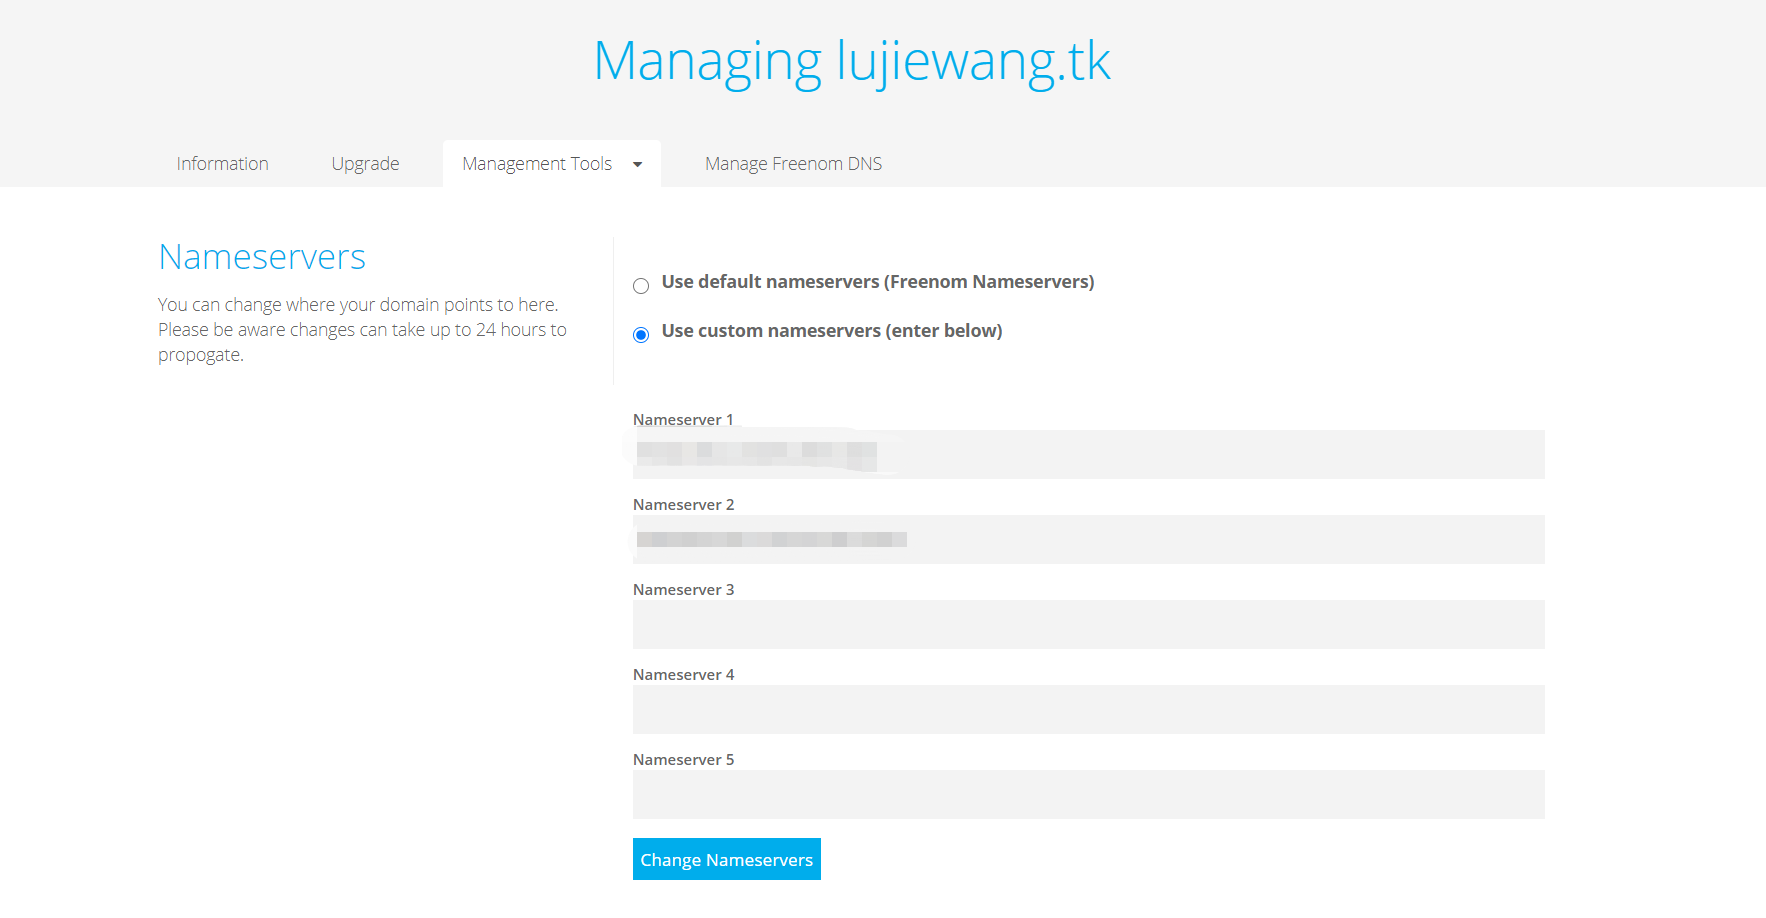 Managing lujiewang.tk
Information
Upgrade
Management Tools
Manage Freenom DNS
Nameservers
You can change where your domain points to here.
Please be aware changes can take up to 24 hours to
propogate.
Use default nameservers (Freenom Nameservers)
Use custom nameservers (enter below)
Nameserver 1
Nameserver 2
Nameserver 3
Nameserver 4
Nameserver 5
Change Nameservers